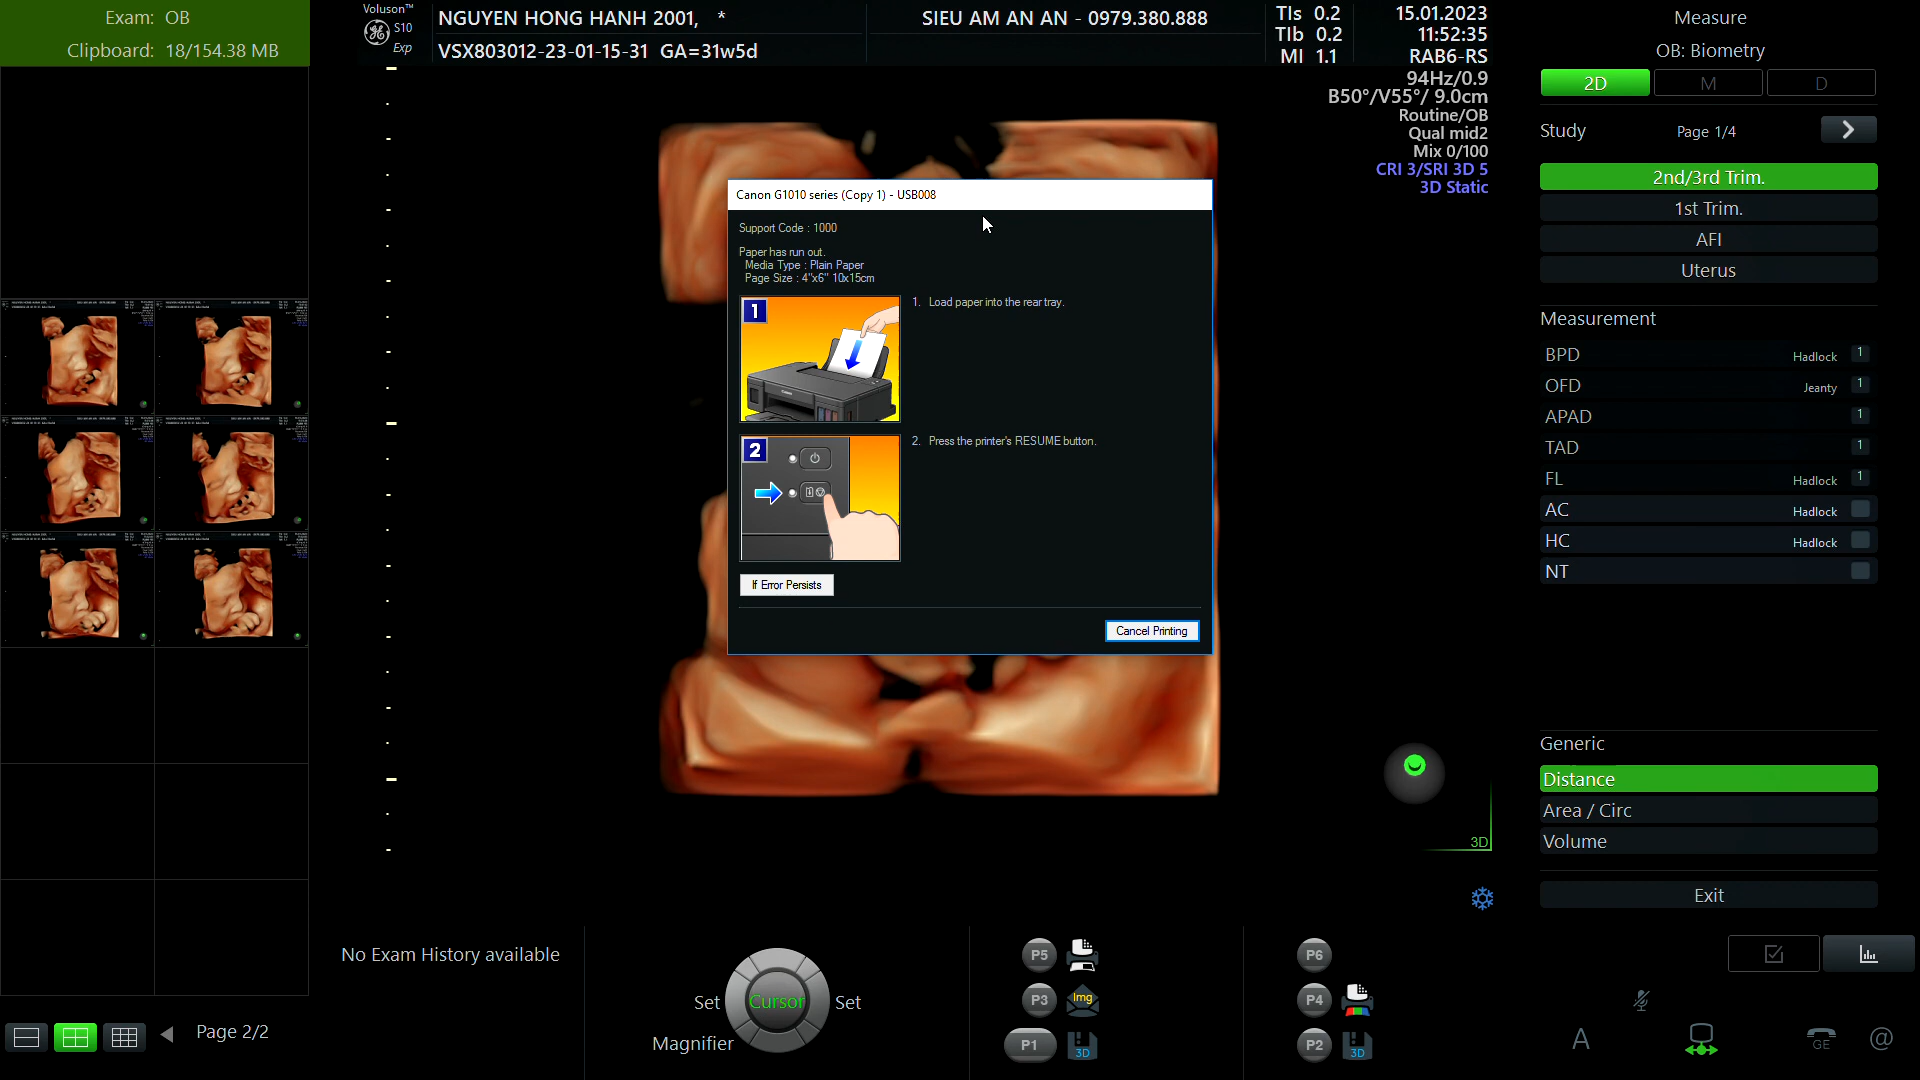 Exam: OB
Clipboard: 18/154.38 MB
Voluson™
S10
Exp
NGUYEN HONG HANH 2001, *
VSX803012-23-01-15-31 GA=31w5d
SIEU AM AN AN - 0979.380.888
TIs 0.2
TIb 0.2
MI 1.1
15.01.2023
11:52:35
RAB6-RS
94Hz/0.9
B50°/V55°/ 9.0cm
Routine/OB
Qual mid2
Mix 0/100
CRI 3/SRI 3D 5
3D Static
Canon G1010 series (Copy 1) - USB008
Support Code : 1000
Paper has run out.
Media Type : Plain Paper
Page Size : 4"x6" 10x15cm
1
1. Load paper into the rear tray.
2
2. Press the printer's RESUME button.
If Error Persists
Cancel Printing
3D
Measure
OB: Biometry
2D M D
Study Page 1/4
2nd/3rd Trim.
1st Trim.
AFI
Uterus
Measurement
BPD Hadlock 1
OFD Jeanty 1
APAD 1
TAD 1
FL Hadlock 1
AC Hadlock
HC Hadlock
NT
Generic
Distance
Area / Circ
Volume
Exit
Page 2/2
No Exam History available
Set Cursor Set
Magnifier
P5
P3 Img
P1 3D
P6
P4
P2 3D
A
GE
@